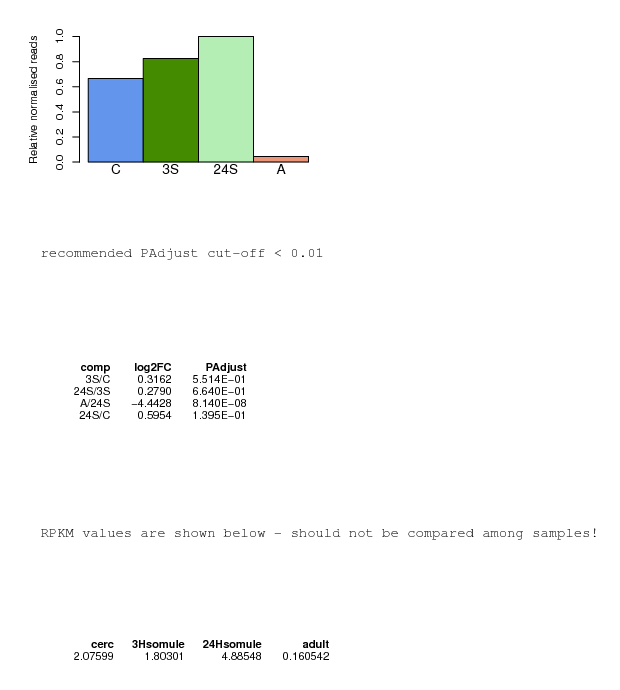 Relative normalised reads
1.0
0.8
0.6
0.4
0.2
0.0
C 3S 24S A
recommended PAdjust cut-off < 0.01
comp log2FC PAdjust
3S/C 0.3162 5.514E-01
24S/3S 0.2790 6.640E-01
A/24S -4.4428 8.140E-08
24S/C 0.5954 1.395E-01
RPKM values are shown below - should not be compared among samples!
cerc 3Hsomule 24Hsomule adult
2.07599 1.80301 4.88548 0.160542